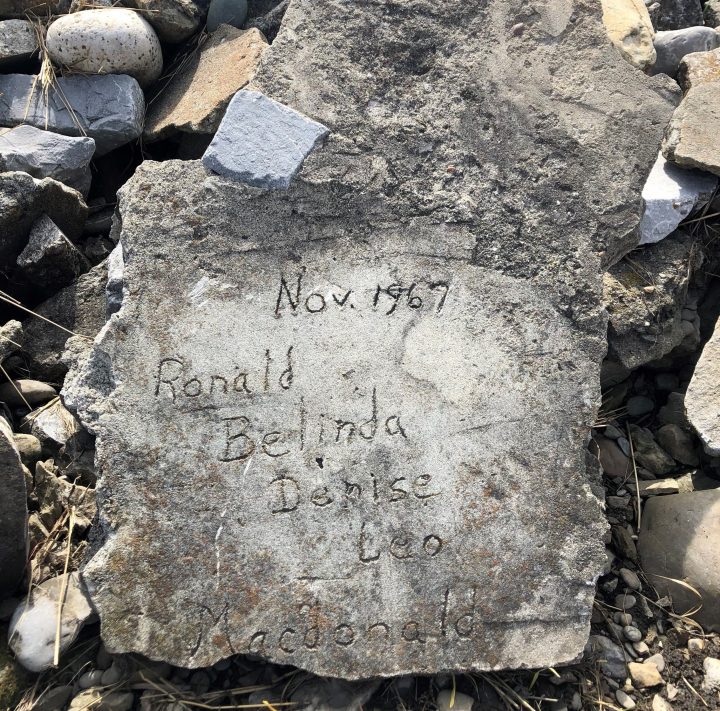 Nov. 1967
Ronald
Belinda
Denise
Leo
Macdonald